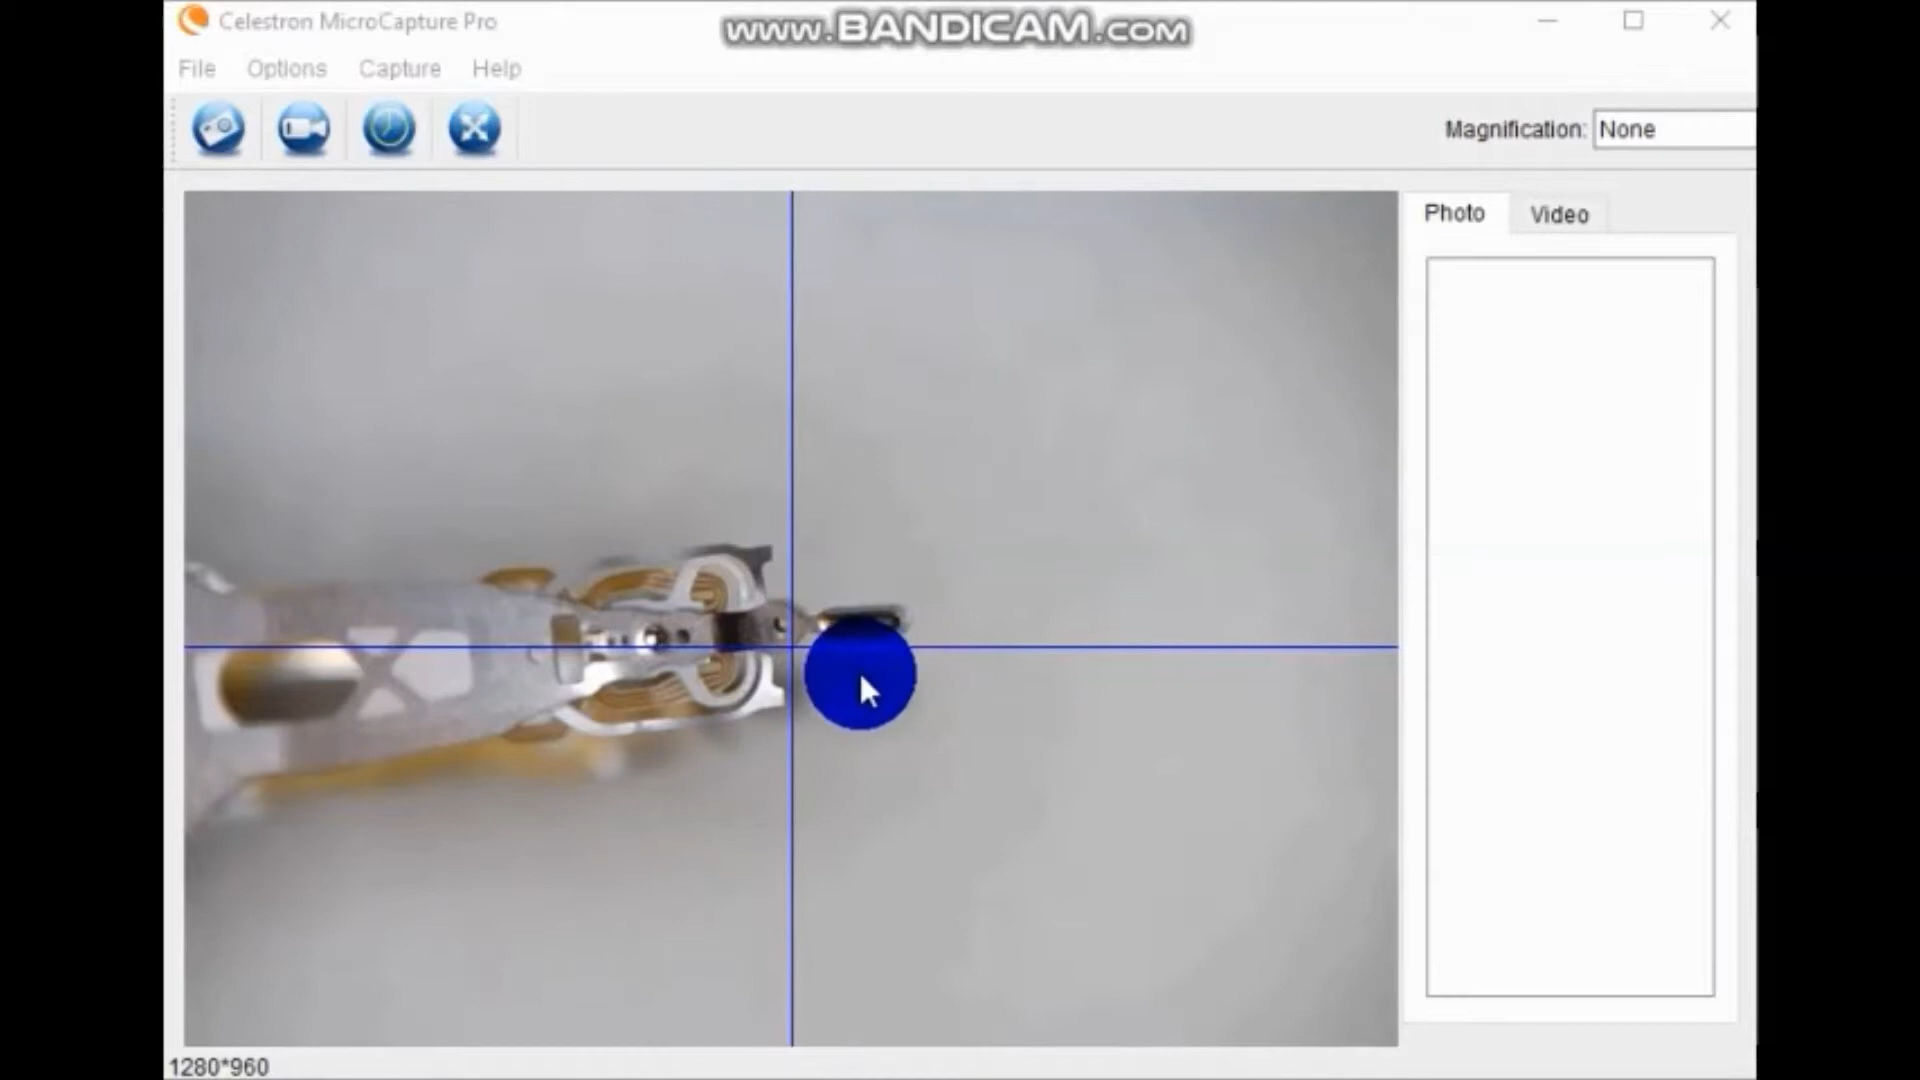 Celestron MicroCapture Pro
www.BANDICAM.com
File Options Capture Help
Magnification: None
Photo Video
1280*960